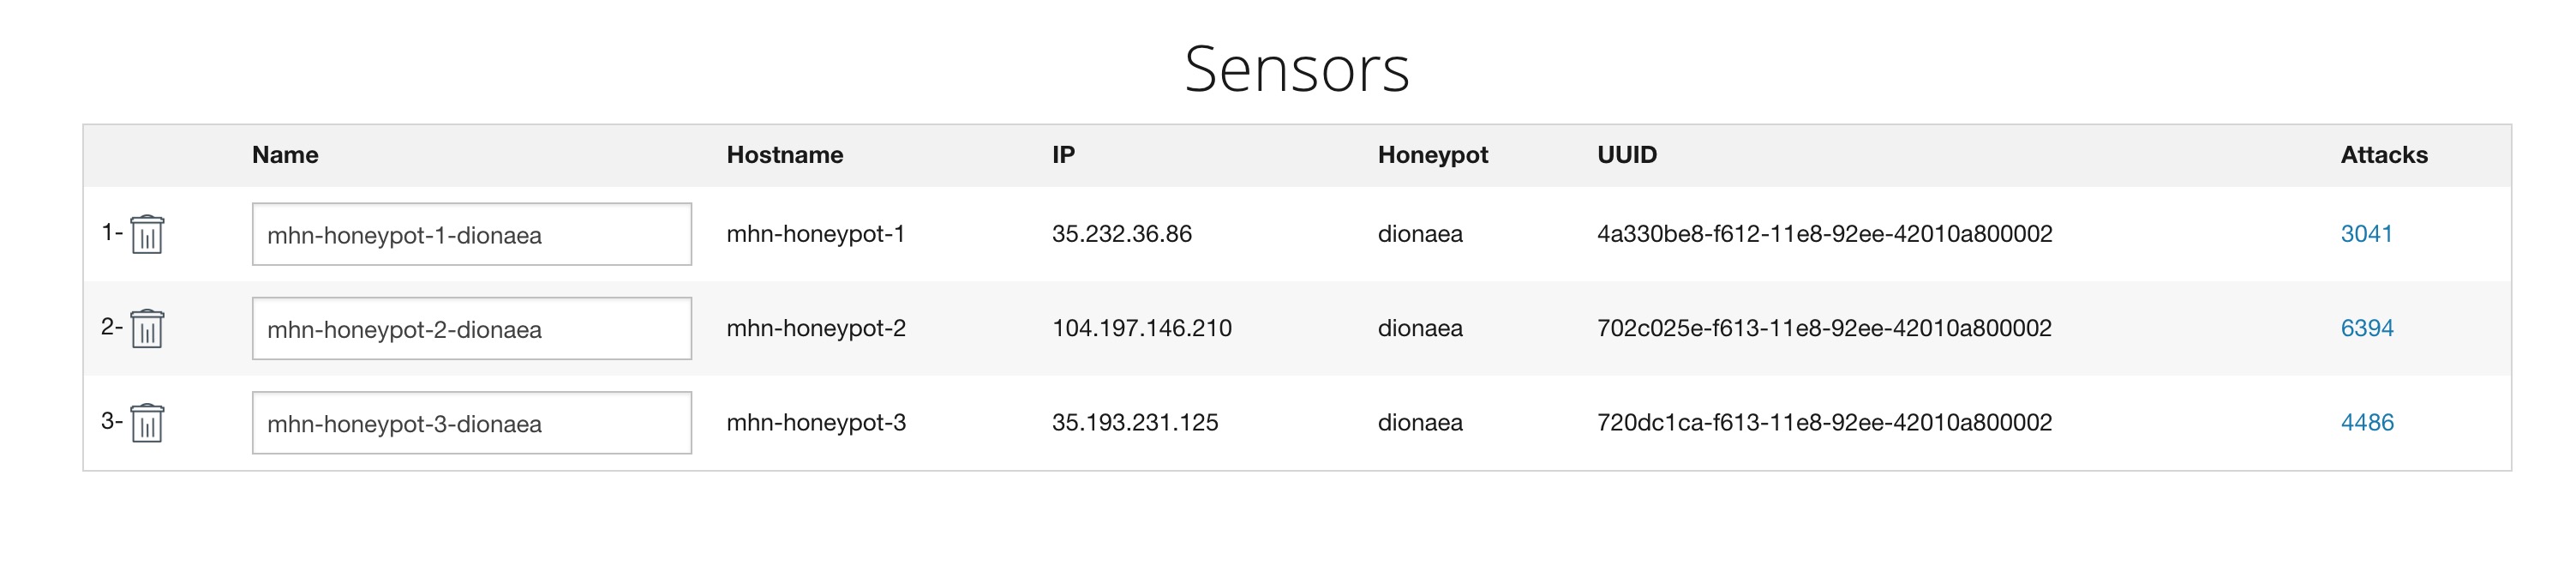 Sensors
Name Hostname IP Honeypot UUID Attacks
1- mhn-honeypot-1-dionaea mhn-honeypot-1 35.232.36.86 dionaea 4a330be8-f612-11e8-92ee-42010a800002 3041
2- mhn-honeypot-2-dionaea mhn-honeypot-2 104.197.146.210 dionaea 702c025e-f613-11e8-92ee-42010a800002 6394
3- mhn-honeypot-3-dionaea mhn-honeypot-3 35.193.231.125 dionaea 720dc1ca-f613-11e8-92ee-42010a800002 4486